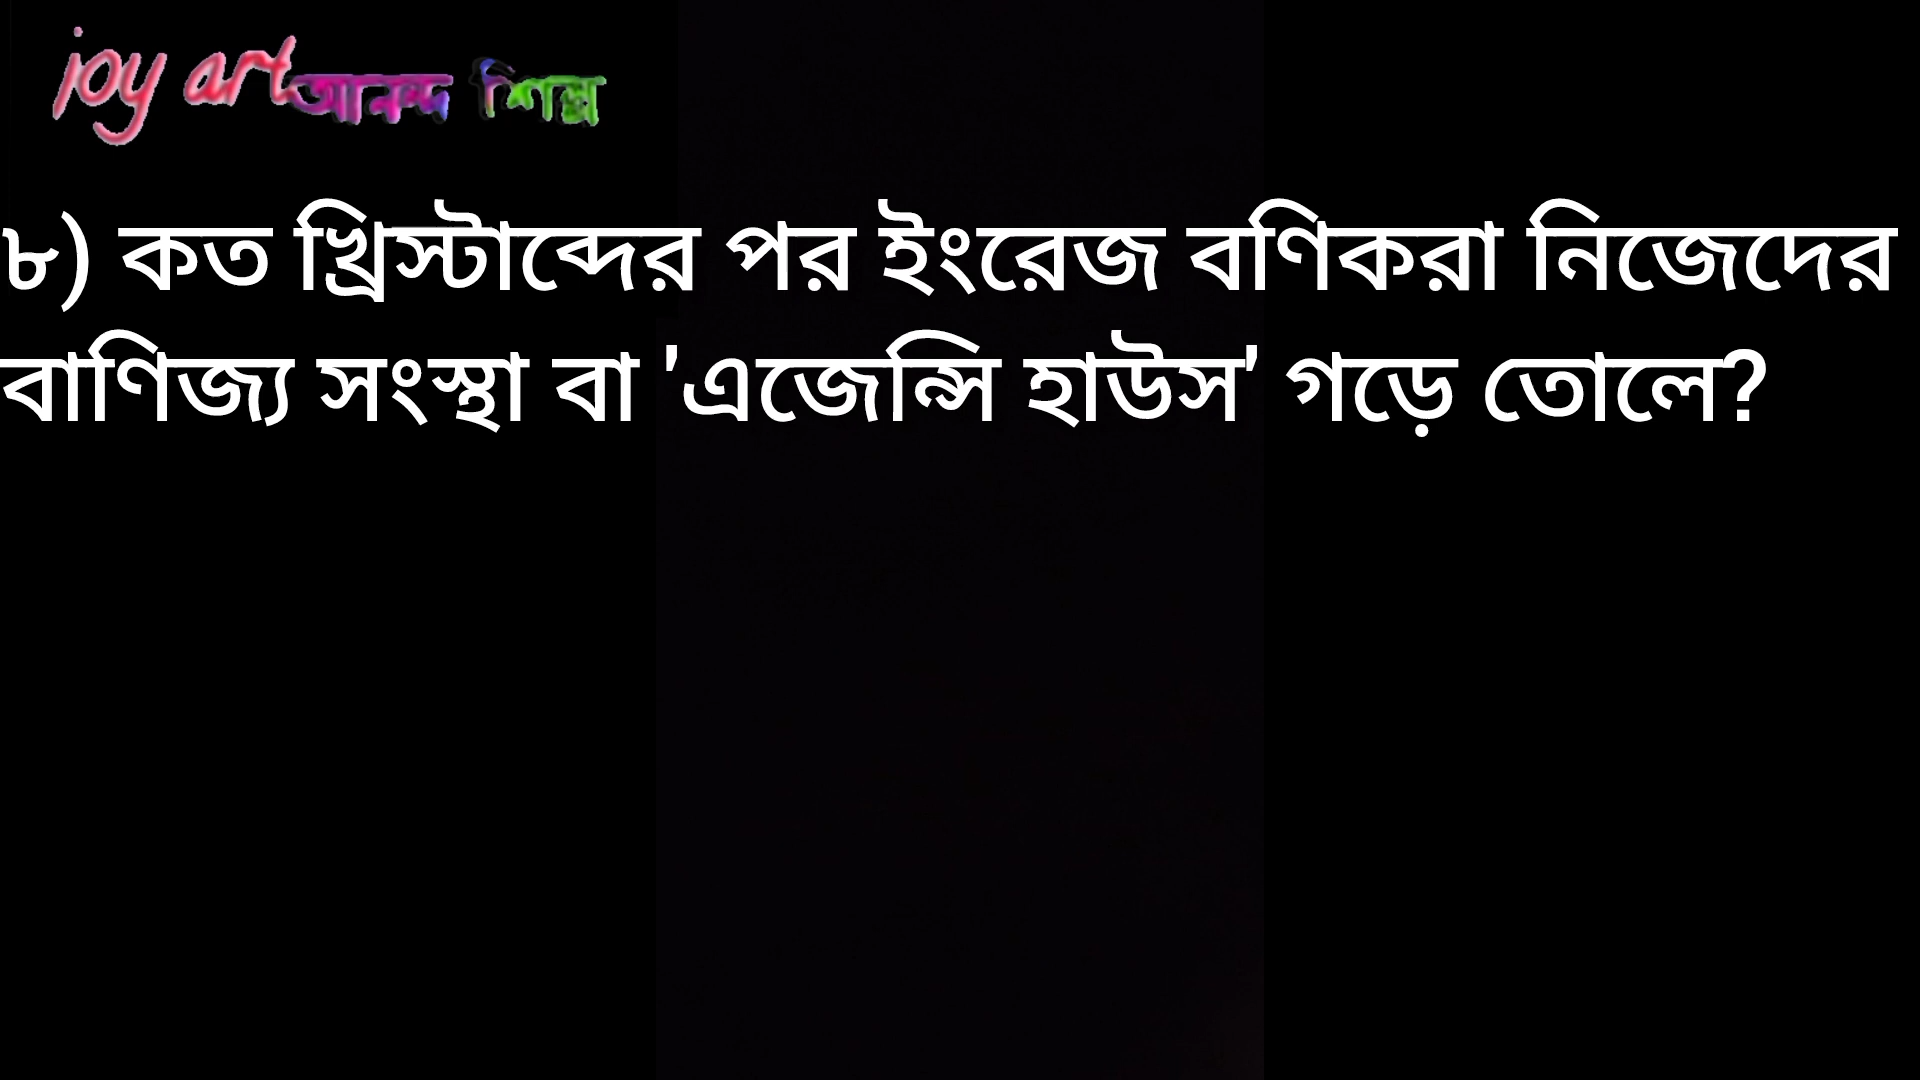 joy art আনন্দ শিল্প
৮) কত খ্রিস্টাব্দের পর ইংরেজ বণিকরা নিজেদের
বাণিজ্য সংস্থা বা 'এজেন্সি হাউস' গড়ে তোলে?